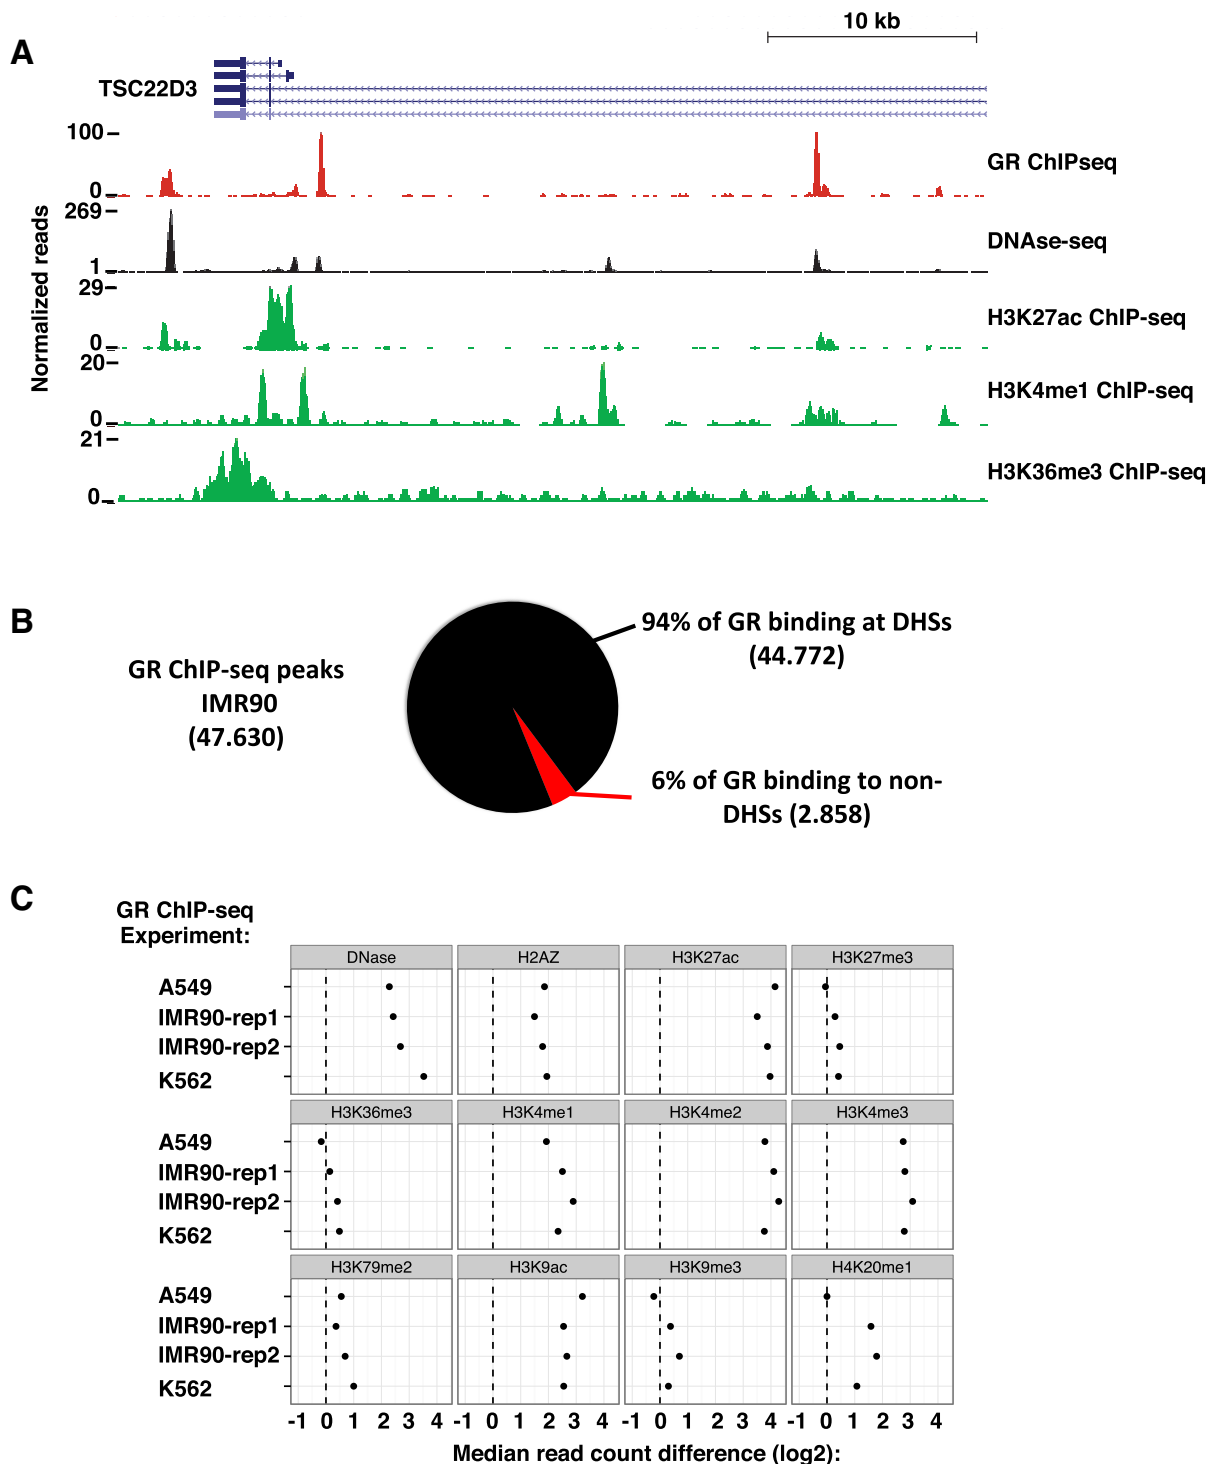 A
10 kb
TSC22D3
Normalized reads
100
0
GR ChIPseq
269
1
DNAse-seq
29
0
H3K27ac ChIP-seq
20
0
H3K4me1 ChIP-seq
21
0
H3K36me3 ChIP-seq
B
GR ChIP-seq peaks
IMR90
(47.630)
94% of GR binding at DHSs
(44.772)
6% of GR binding to non-
DHSs (2.858)
C
GR ChIP-seq
Experiment:
DNase H2AZ H3K27ac H3K27me3
A549
IMR90-rep1
IMR90-rep2
K562
H3K36me3 H3K4me1 H3K4me2 H3K4me3
A549
IMR90-rep1
IMR90-rep2
K562
H3K79me2 H3K9ac H3K9me3 H4K20me1
A549
IMR90-rep1
IMR90-rep2
K562
-1 0 1 2 3 4 -1 0 1 2 3 4 -1 0 1 2 3 4 -1 0 1 2 3 4
Median read count difference (log2):